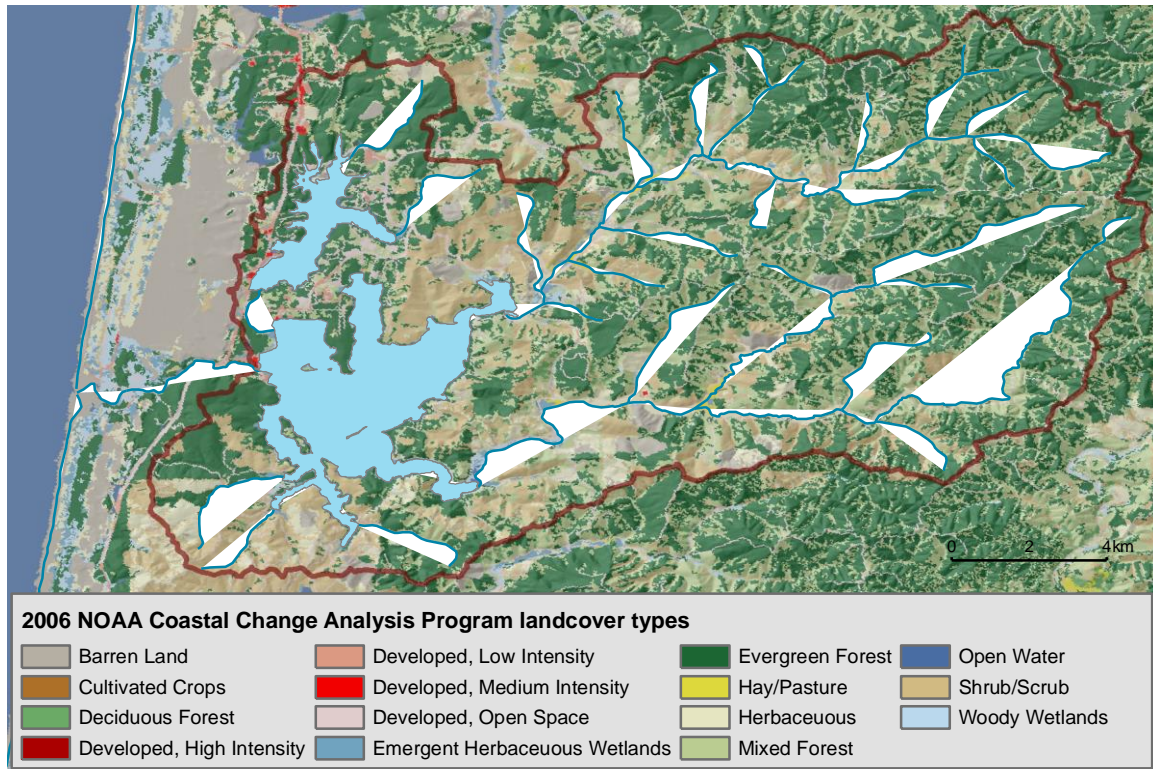 0 2 4km
2006 NOAA Coastal Change Analysis Program landcover types
Barren Land
Cultivated Crops
Deciduous Forest
Developed, High Intensity
Developed, Low Intensity
Developed, Medium Intensity
Developed, Open Space
Emergent Herbaceuous Wetlands
Evergreen Forest
Hay/Pasture
Herbaceuous
Mixed Forest
Open Water
Shrub/Scrub
Woody Wetlands